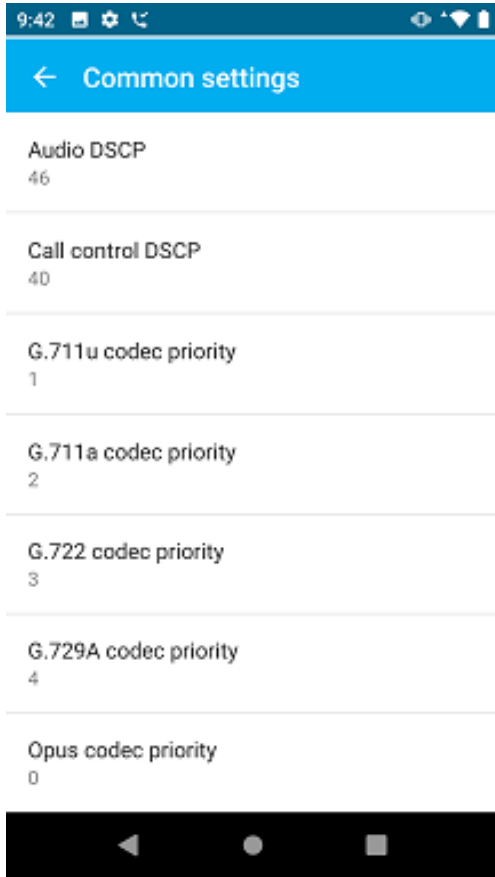 9:42
Common settings
Audio DSCP
46
Call control DSCP
40
G.711u codec priority
1
G.711a codec priority
2
G.722 codec priority
3
G.729A codec priority
4
Opus codec priority
0